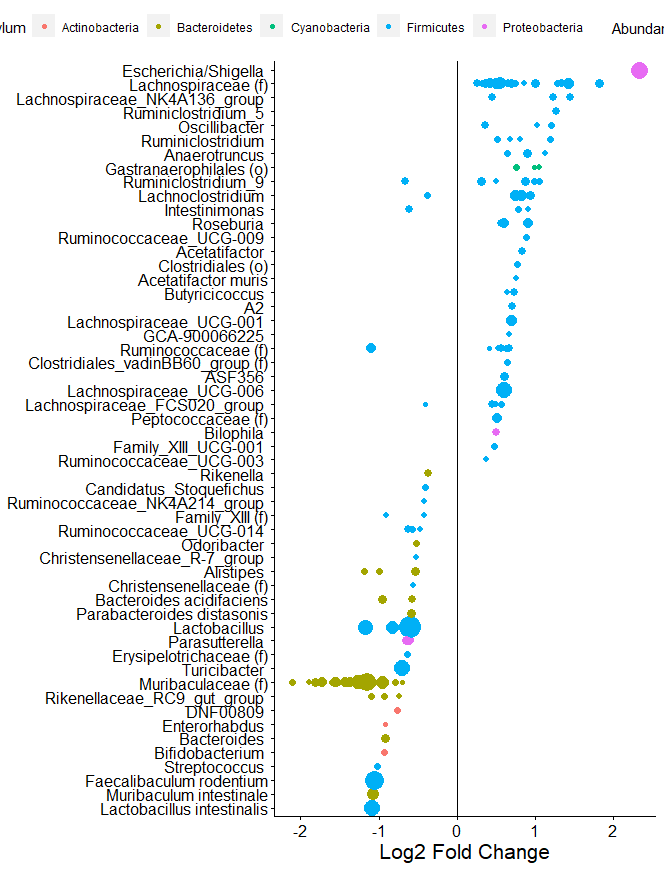 ylum Actinobacteria Bacteroidetes Cyanobacteria Firmicutes Proteobacteria Abundan
Escherichia/Shigella
Lachnospiraceae (f)
Lachnospiraceae_NK4A136_group
Ruminiclostridium_5
Oscillibacter
Ruminiclostridium
Anaerotruncus
Gastranaerophilales (o)
Ruminiclostridium_9
Lachnoclostridium
Intestinimonas
Roseburia
Ruminococcaceae_UCG-009
Acetatifactor
Clostridiales (o)
Acetatifactor muris
Butyricicoccus
A2
Lachnospiraceae_UCG-001
GCA-900066225
Ruminococcaceae (f)
Clostridiales_vadinBB60_group (f)
ASF356
Lachnospiraceae_UCG-006
Lachnospiraceae_FCS020_group
Peptococcaceae (f)
Bilophila
Family_XIII_UCG-001
Ruminococcaceae_UCG-003
Rikenella
Candidatus_Stoquefichus
Ruminococcaceae_NK4A214_group
Family_XIII (f)
Ruminococcaceae_UCG-014
Odoribacter
Christensenellaceae_R-7_group
Alistipes
Christensenellaceae (f)
Bacteroides acidifaciens
Parabacteroides distasonis
Lactobacillus
Parasutterella
Erysipelotrichaceae (f)
Turicibacter
Muribaculaceae (f)
Rikenellaceae_RC9_gut_group
DNF00809
Enterorhabdus
Bacteroides
Bifidobacterium
Streptococcus
Faecalibaculum rodentium
Muribaculum intestinale
Lactobacillus intestinalis
-2 -1 0 1 2
Log2 Fold Change